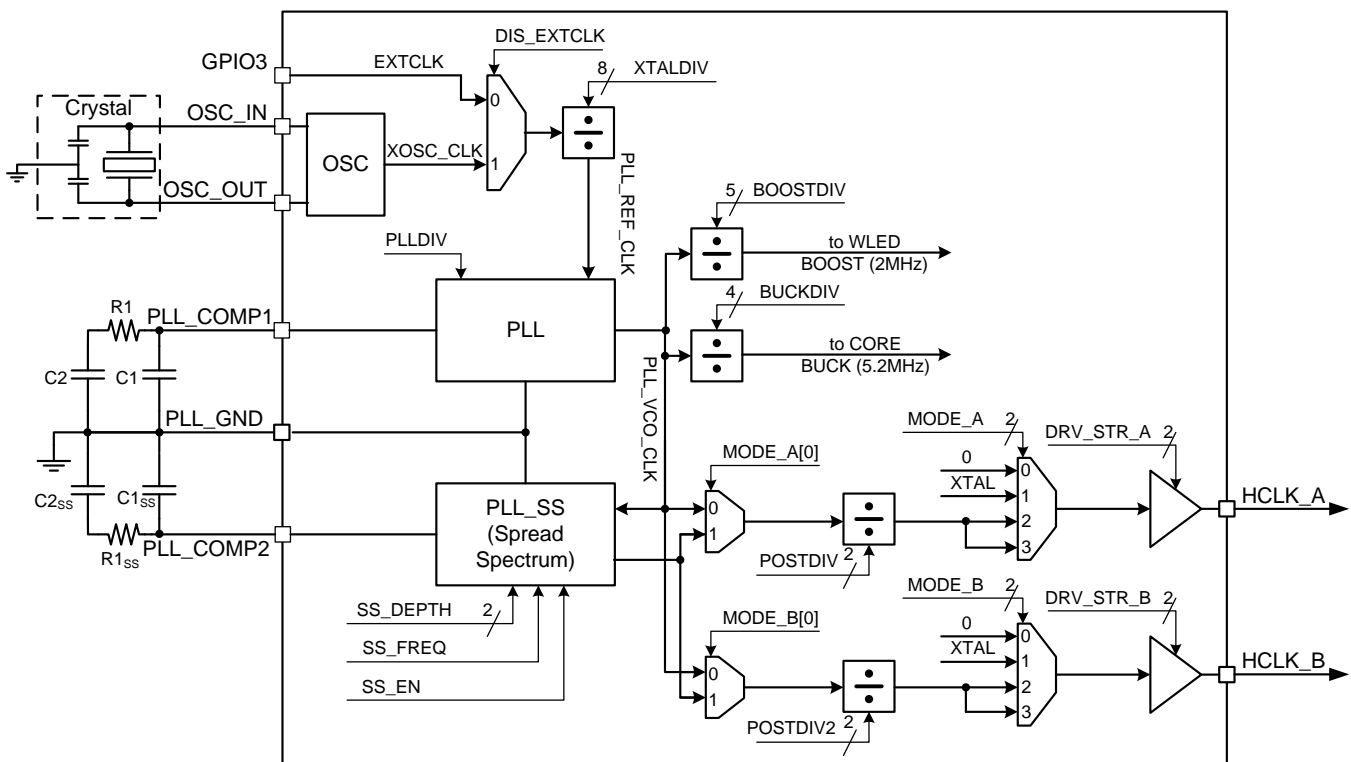 DIS_EXTCLK
GPIO3
EXTCLK
8
XTALDIV
0
Crystal
OSC_IN
OSC
XOSC_CLK
1
OSC_OUT
PLL_REF_CLK
5
BOOSTDIV
to WLED
BOOST (2MHz)
PLLDIV
R1
PLL_COMP1
PLL
4
BUCKDIV
to CORE
BUCK (5.2MHz)
C2
C1
PLL_VCO_CLK
PLL_GND
MODE_A
2
DRV_STR_A
2
MODE_A[0]
0
XTAL
0
1
2
3
HCLK_A
C2SS
C1SS
PLL_SS
(Spread
Spectrum)
0
1
R1SS
PLL_COMP2
POSTDIV
2
MODE_B
2
DRV_STR_B
2
SS_DEPTH
2
MODE_B[0]
0
XTAL
0
1
2
3
HCLK_B
SS_FREQ
SS_EN
0
1
POSTDIV2
2